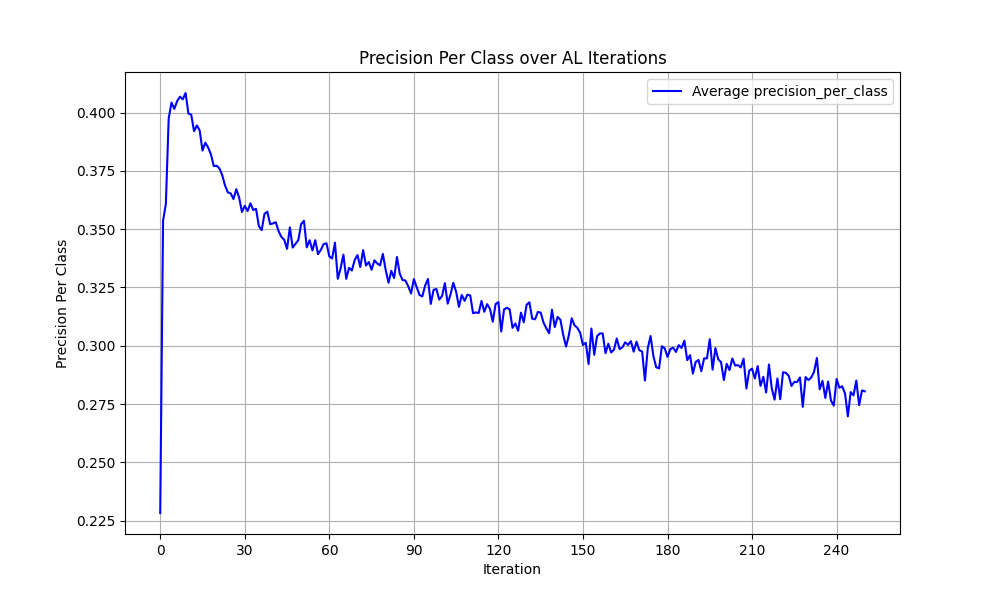 Precision Per Class over AL Iterations
Average precision_per_class
Precision Per Class
0.400
0.375
0.350
0.325
0.300
0.275
0.250
0.225
0 30 60 90 120 150 180 210 240
Iteration